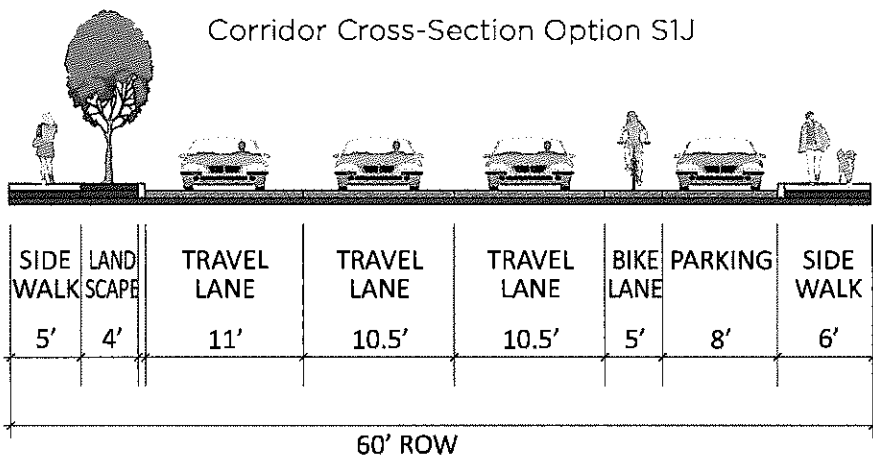 Corridor Cross-Section Option S1J
SIDE LAND TRAVEL TRAVEL TRAVEL BIKE PARKING SIDE
WALK SCAPE LANE LANE LANE LANE WALK
5' 4' 11' 10.5' 10.5' 5' 8' 6'
60' ROW